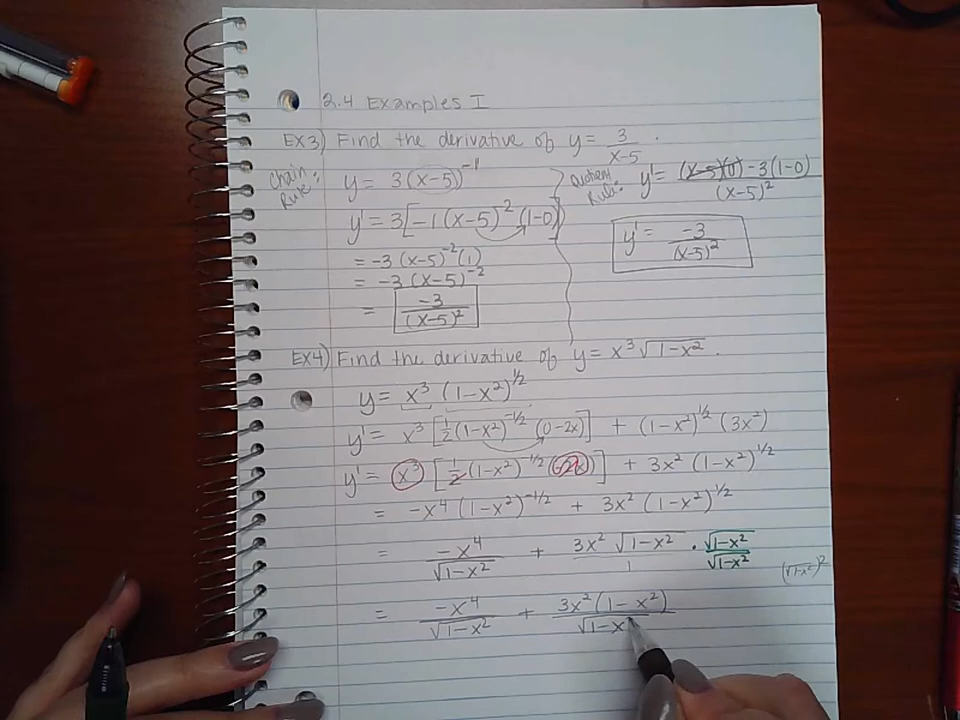 2.4 Examples I
EX3) Find the derivative of y = 3/(x-5).
Chain Rule: y = 3(x-5)^-1
y' = 3[-1(x-5)^-2 (1-0)]
= -3(x-5)^-2 (1)
= -3(x-5)^-2
= -3/(x-5)^2
Quotient Rule: y' = ((x-5)(0) - 3(1-0))/(x-5)^2
y' = -3/(x-5)^2
EX4) Find the derivative of y = x^3 √(1-x^2).
y = x^3 (1-x^2)^1/2
y' = x^3 [1/2 (1-x^2)^-1/2 (0-2x)] + (1-x^2)^1/2 (3x^2)
y' = x^3 [1/2 (1-x^2)^-1/2 (-2x)] + 3x^2 (1-x^2)^1/2
= -x^4 (1-x^2)^-1/2 + 3x^2 (1-x^2)^1/2
= -x^4/√(1-x^2) + (3x^2 √(1-x^2))/1 · √(1-x^2)/√(1-x^2)
(√(1-x^2))^2
= -x^4/√(1-x^2) + 3x^2(1-x^2)/√(1-x^2)